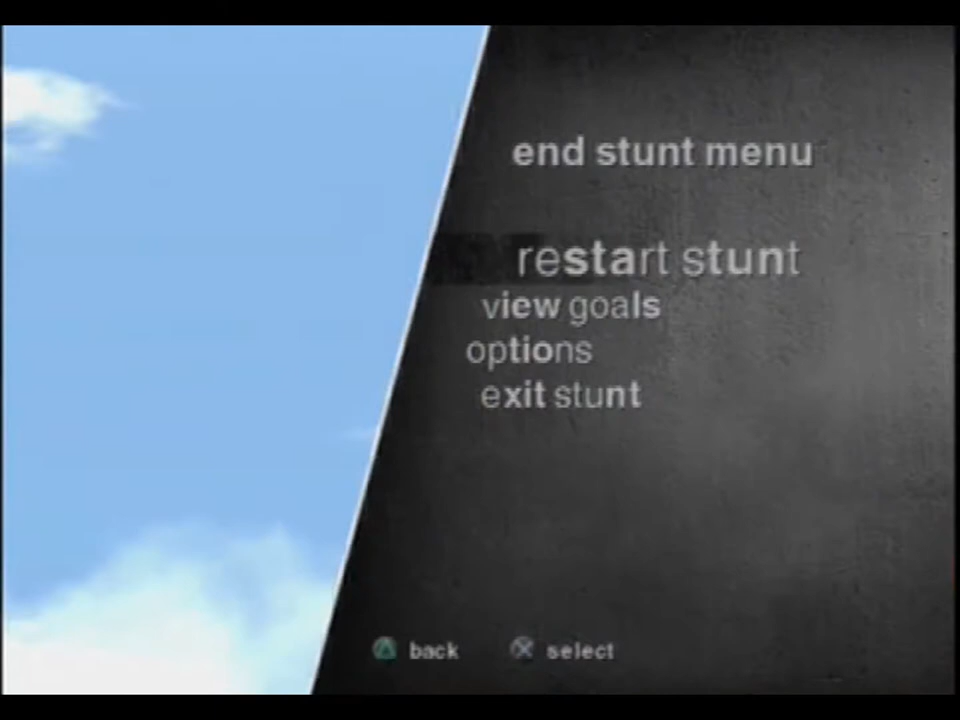 end stunt menu
restart stunt
view goals
options
exit stunt
back select